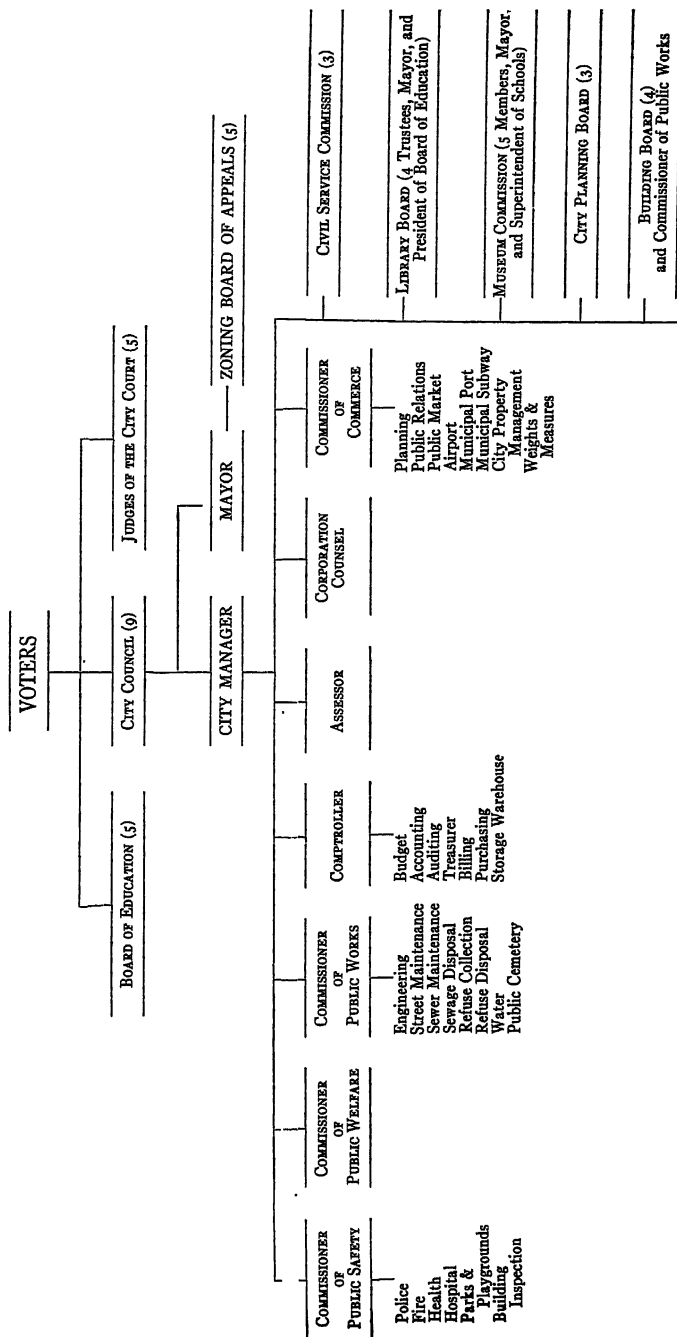 VOTERS
BOARD OF EDUCATION (5)
CITY COUNCIL (9)
JUDGES OF THE CITY COURT (5)
CITY MANAGER
MAYOR
ZONING BOARD OF APPEALS (5)
COMMISSIONER
OF
PUBLIC SAFETY
Police
Fire
Health
Hospital
Parks &
Playgrounds
Building
Inspection
COMMISSIONER
OF
PUBLIC WELFARE
COMMISSIONER
OF
PUBLIC WORKS
Engineering
Street Maintenance
Sewer Maintenance
Sewage Disposal
Refuse Collection
Refuse Disposal
Water
Public Cemetery
COMPTROLLER
Budget
Accounting
Auditing
Treasurer
Billing
Purchasing
Storage Warehouse
ASSESSOR
CORPORATION
COUNSEL
COMMISSIONER
OF
COMMERCE
Planning
Public Relations
Public Market
Airport
Municipal Port
Municipal Subway
City Property
Management
Weights &
Measures
CIVIL SERVICE COMMISSION (3)
LIBRARY BOARD (4 Trustees, Mayor, and
President of Board of Education)
MUSEUM COMMISSION (5 Members, Mayor,
and Superintendent of Schools)
CITY PLANNING BOARD (3)
BUILDING BOARD (4)
and Commissioner of Public Works